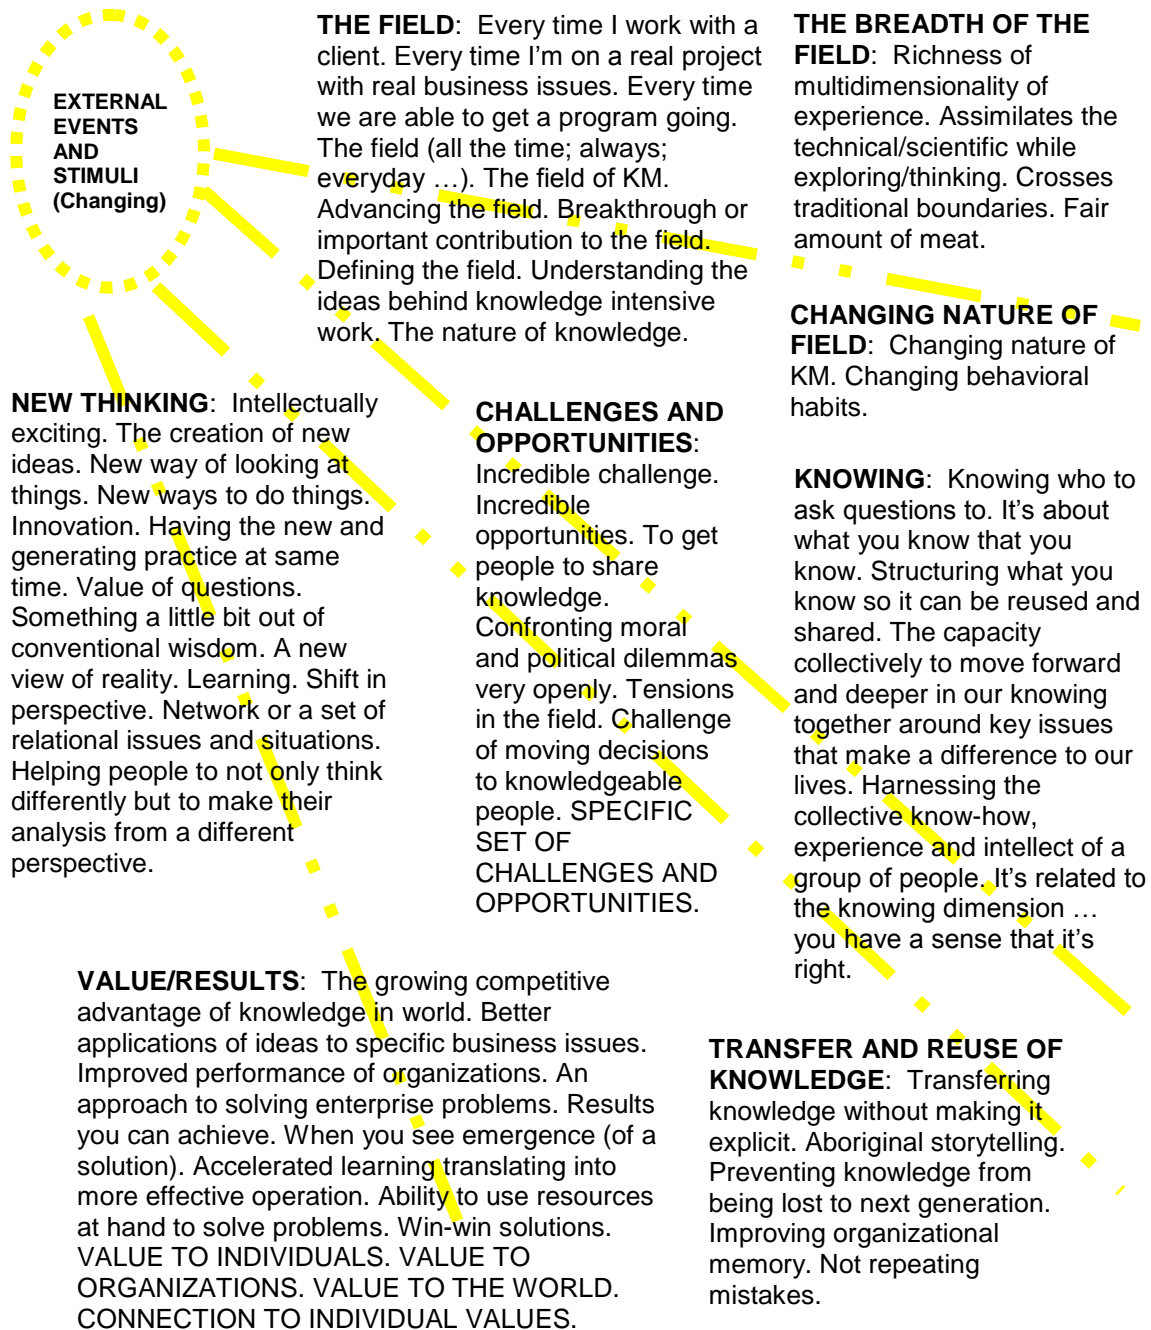 EXTERNAL
EVENTS
AND
STIMULI
(Changing)
THE FIELD:  Every time I work with a
client. Every time I’m on a real project
with real business issues. Every time
we are able to get a program going.
The field (all the time; always;
everyday …). The field of KM.
Advancing the field. Breakthrough or
important contribution to the field.
Defining the field. Understanding the
ideas behind knowledge intensive
work. The nature of knowledge.
THE BREADTH OF THE
FIELD:  Richness of
multidimensionality of
experience. Assimilates the
technical/scientific while
exploring/thinking. Crosses
traditional boundaries. Fair
amount of meat.
CHANGING NATURE OF
FIELD:  Changing nature of
KM. Changing behavioral
habits.
NEW THINKING:  Intellectually
exciting. The creation of new
ideas. New way of looking at
things. New ways to do things.
Innovation. Having the new and
generating practice at same
time. Value of questions.
Something a little bit out of
conventional wisdom. A new
view of reality. Learning. Shift in
perspective. Network or a set of
relational issues and situations.
Helping people to not only think
differently but to make their
analysis from a different
perspective.
CHALLENGES AND
OPPORTUNITIES:
Incredible challenge.
Incredible
opportunities. To get
people to share
knowledge.
Confronting moral
and political dilemmas
very openly. Tensions
in the field. Challenge
of moving decisions
to knowledgeable
people. SPECIFIC
SET OF
CHALLENGES AND
OPPORTUNITIES.
KNOWING:  Knowing who to
ask questions to. It’s about
what you know that you
know. Structuring what you
know so it can be reused and
shared. The capacity
collectively to move forward
and deeper in our knowing
together around key issues
that make a difference to our
lives. Harnessing the
collective know-how,
experience and intellect of a
group of people. It’s related to
the knowing dimension …
you have a sense that it’s
right.
VALUE/RESULTS:  The growing competitive
advantage of knowledge in world. Better
applications of ideas to specific business issues.
Improved performance of organizations. An
approach to solving enterprise problems. Results
you can achieve. When you see emergence (of a
solution). Accelerated learning translating into
more effective operation. Ability to use resources
at hand to solve problems. Win-win solutions.
VALUE TO INDIVIDUALS. VALUE TO
ORGANIZATIONS. VALUE TO THE WORLD.
CONNECTION TO INDIVIDUAL VALUES.
TRANSFER AND REUSE OF
KNOWLEDGE:  Transferring
knowledge without making it
explicit. Aboriginal storytelling.
Preventing knowledge from
being lost to next generation.
Improving organizational
memory. Not repeating
mistakes.